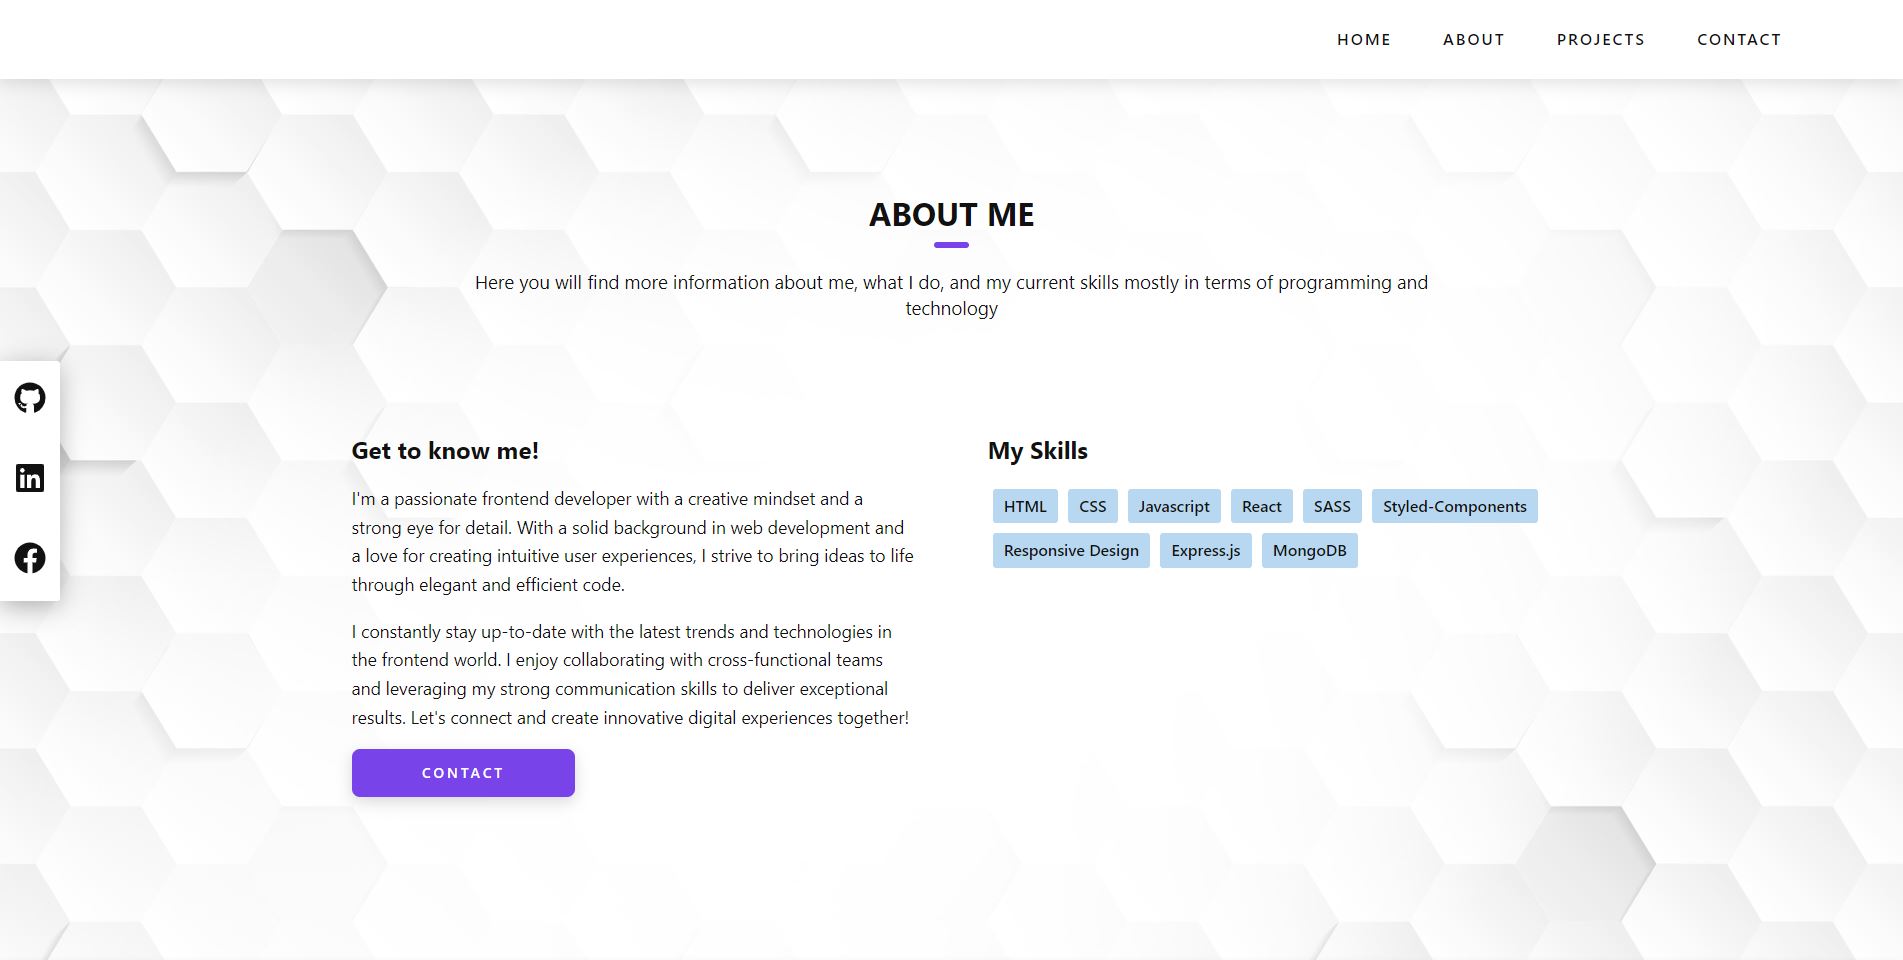 HOME ABOUT PROJECTS CONTACT
ABOUT ME
Here you will find more information about me, what I do, and my current skills mostly in terms of programming and
technology
Get to know me!
I'm a passionate frontend developer with a creative mindset and a
strong eye for detail. With a solid background in web development and
a love for creating intuitive user experiences, I strive to bring ideas to life
through elegant and efficient code.
I constantly stay up-to-date with the latest trends and technologies in
the frontend world. I enjoy collaborating with cross-functional teams
and leveraging my strong communication skills to deliver exceptional
results. Let's connect and create innovative digital experiences together!
CONTACT
My Skills
HTML CSS Javascript React SASS Styled-Components
Responsive Design Express.js MongoDB
in